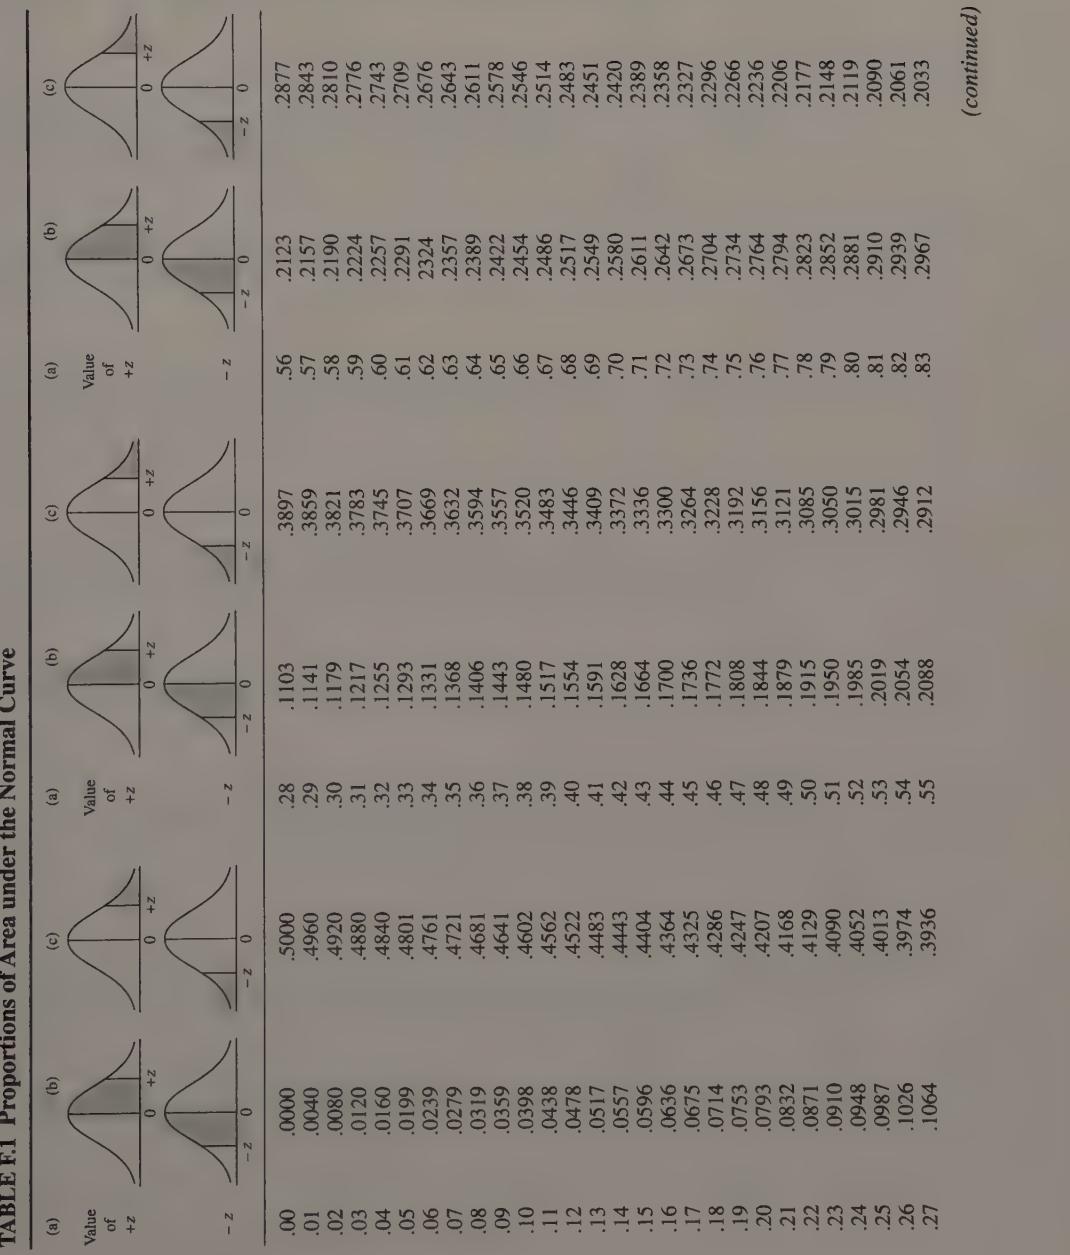 TABLE F.1 Proportions of Area under the Normal Curve
(a) (b) (c) (a) (b) (c) (a) (b) (c)
Value Value Value
of of of
+z 0 +z 0 +z +z 0 +z 0 +z +z 0 +z 0 +z
− z − z 0 − z 0 − z − z 0 − z 0 − z − z 0 − z 0
.00 .0000 .5000 .28 .1103 .3897 .56 .2123 .2877
.01 .0040 .4960 .29 .1141 .3859 .57 .2157 .2843
.02 .0080 .4920 .30 .1179 .3821 .58 .2190 .2810
.03 .0120 .4880 .31 .1217 .3783 .59 .2224 .2776
.04 .0160 .4840 .32 .1255 .3745 .60 .2257 .2743
.05 .0199 .4801 .33 .1293 .3707 .61 .2291 .2709
.06 .0239 .4761 .34 .1331 .3669 .62 2324 .2676
.07 .0279 .4721 .35 .1368 .3632 .63 .2357 .2643
.08 .0319 .4681 .36 .1406 .3594 .64 .2389 .2611
.09 .0359 .4641 .37 .1443 .3557 .65 .2422 .2578
.10 .0398 .4602 .38 .1480 .3520 .66 .2454 .2546
.11 .0438 .4562 .39 .1517 .3483 .67 .2486 .2514
.12 .0478 .4522 .40 .1554 .3446 .68 .2517 .2483
.13 .0517 .4483 .41 .1591 .3409 .69 .2549 .2451
.14 .0557 .4443 .42 .1628 .3372 .70 .2580 .2420
.15 .0596 .4404 .43 .1664 .3336 .71 .2611 .2389
.16 .0636 .4364 .44 .1700 .3300 .72 .2642 .2358
.17 .0675 .4325 .45 .1736 .3264 .73 .2673 .2327
.18 .0714 .4286 .46 .1772 .3228 .74 .2704 .2296
.19 .0753 .4247 .47 .1808 .3192 .75 .2734 .2266
.20 .0793 .4207 .48 .1844 .3156 .76 .2764 .2236
.21 .0832 .4168 .49 .1879 .3121 .77 .2794 .2206
.22 .0871 .4129 .50 .1915 .3085 .78 .2823 .2177
.23 .0910 .4090 .51 .1950 .3050 .79 .2852 .2148
.24 .0948 .4052 .52 .1985 .3015 .80 .2881 .2119
.25 .0987 .4013 .53 .2019 .2981 .81 .2910 .2090
.26 .1026 .3974 .54 .2054 .2946 .82 .2939 .2061
.27 .1064 .3936 .55 .2088 .2912 .83 .2967 .2033
(continued)